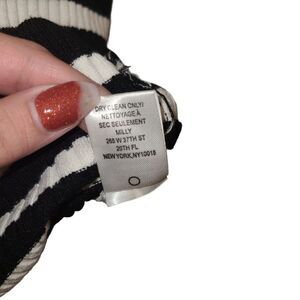 DRY CLEAN ONLY/
NETTOYAGE À
SEC SEULEMENT
MILLY
265 W 37TH ST
20TH FL
NEW YORK, NY10018